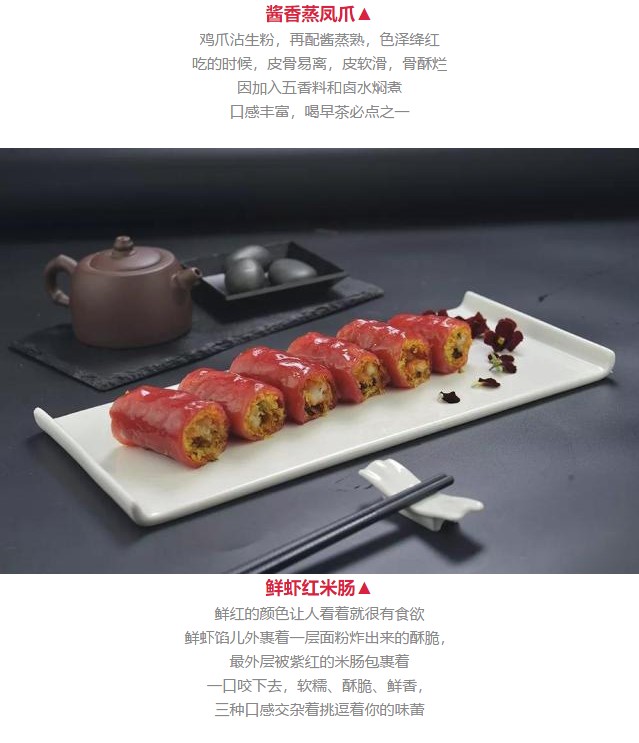 酱香蒸凤爪▲
鸡爪沾生粉，再配酱蒸熟，色泽绛红
吃的时候，皮骨易离，皮软滑，骨酥烂
因加入五香料和卤水焖煮
口感丰富，喝早茶必点之一
鲜虾红米肠▲
鲜红的颜色让人看着就很有食欲
鲜虾馅儿外裹着一层面粉炸出来的酥脆，
最外层被紫红的米肠包裹着
一口咬下去，软糯、酥脆、鲜香，
三种口感交杂着挑逗着你的味蕾